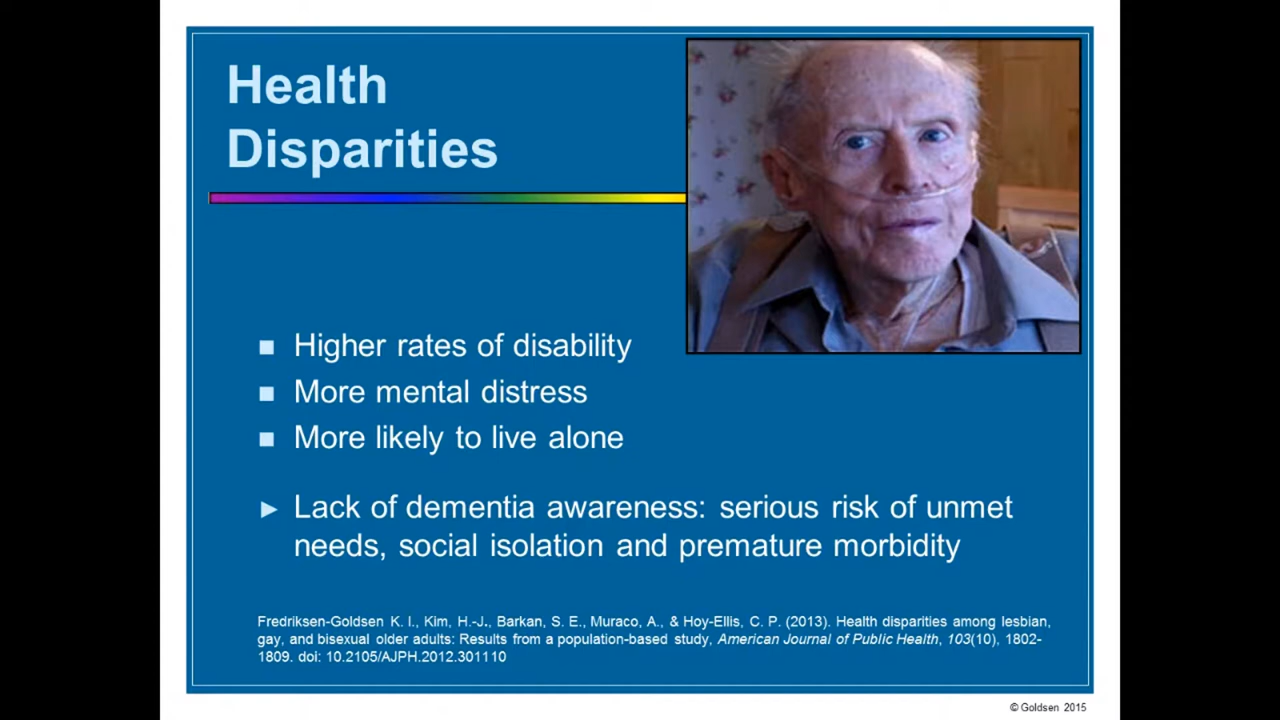 Health
Disparities
■ Higher rates of disability
■ More mental distress
■ More likely to live alone
► Lack of dementia awareness: serious risk of unmet
needs, social isolation and premature morbidity
Fredriksen-Goldsen K. I., Kim, H.-J., Barkan, S. E., Muraco, A., & Hoy-Ellis, C. P. (2013). Health disparities among lesbian,
gay, and bisexual older adults: Results from a population-based study, American Journal of Public Health, 103(10), 1802-
1809. doi: 10.2105/AJPH.2012.301110
© Goldsen 2015